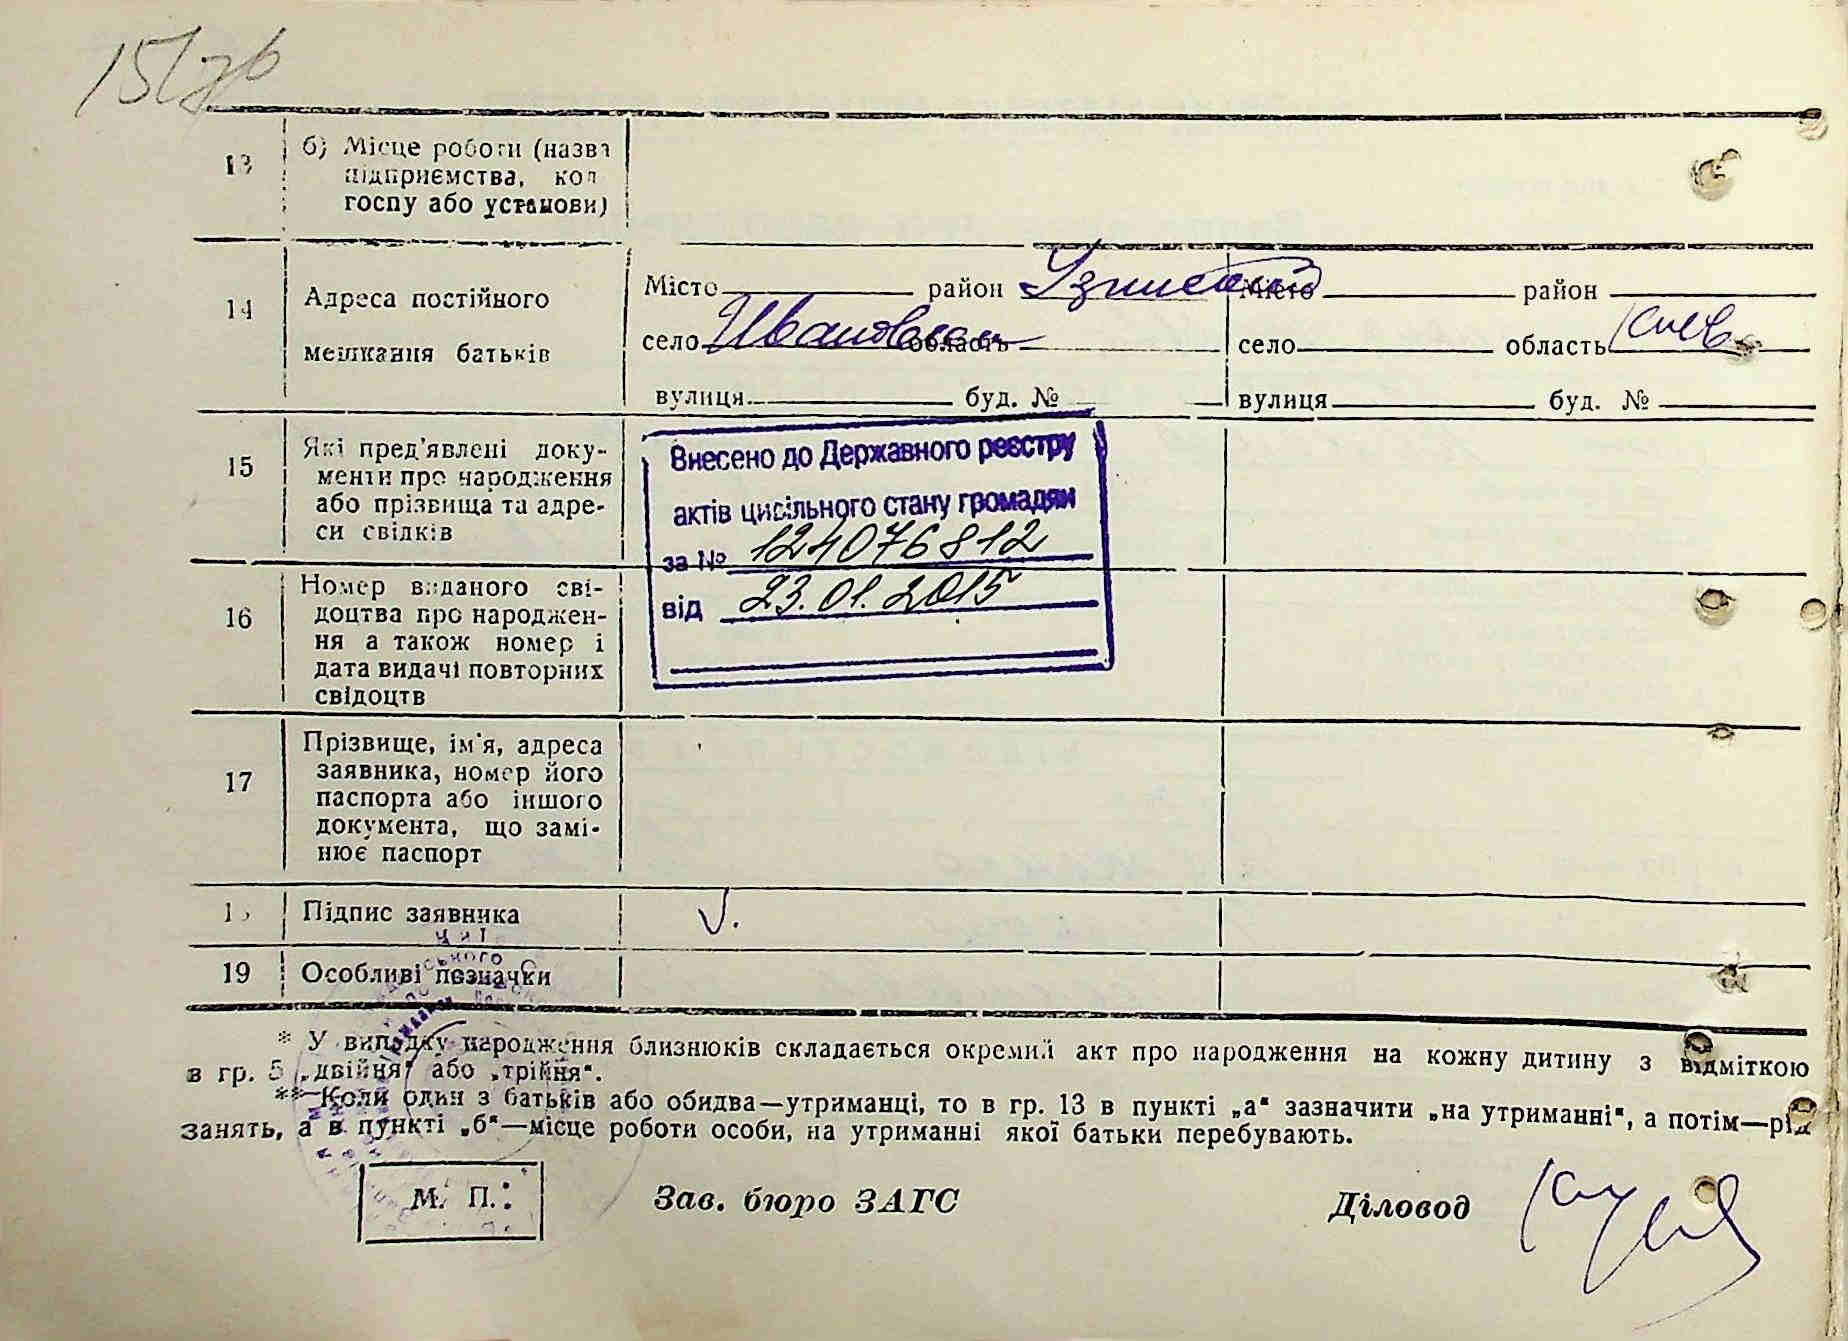 13 б) Місце роботи (назва
підприємства, кол
госпу або установи)
14 Адреса постійного
мешкання батьків
Місто район Місто район
село Ивановка область село область Киев
вулиця буд. № вулиця буд. №
15 Які пред'явлені доку-
менти про народження
або прізвища та адре-
си свідків
Внесено до Державного реєстру
актів цивільного стану громадян
за № 124076812
від 23.01.2015
16 Номер виданого сві-
доцтва про народжен-
ня а також номер і
дата видачі повторних
свідоцтв
17 Прізвище, ім'я, адреса
заявника, номер його
паспорта або іншого
документа, що замі-
нює паспорт
Підпис заявника
19 Особливі позначки
* У випадку народження близнюків складається окремий акт про народження на кожну дитину з відміткою
в гр. 5 „двійня" або „трійня".
** Коли один з батьків або обидва—утриманці, то в гр. 13 в пункті „а" зазначити „на утриманні", а потім—рід
занять, а в пункті „б"—місце роботи особи, на утриманні якої батьки перебувають.
М. П. Зав. бюро ЗАГС Діловод